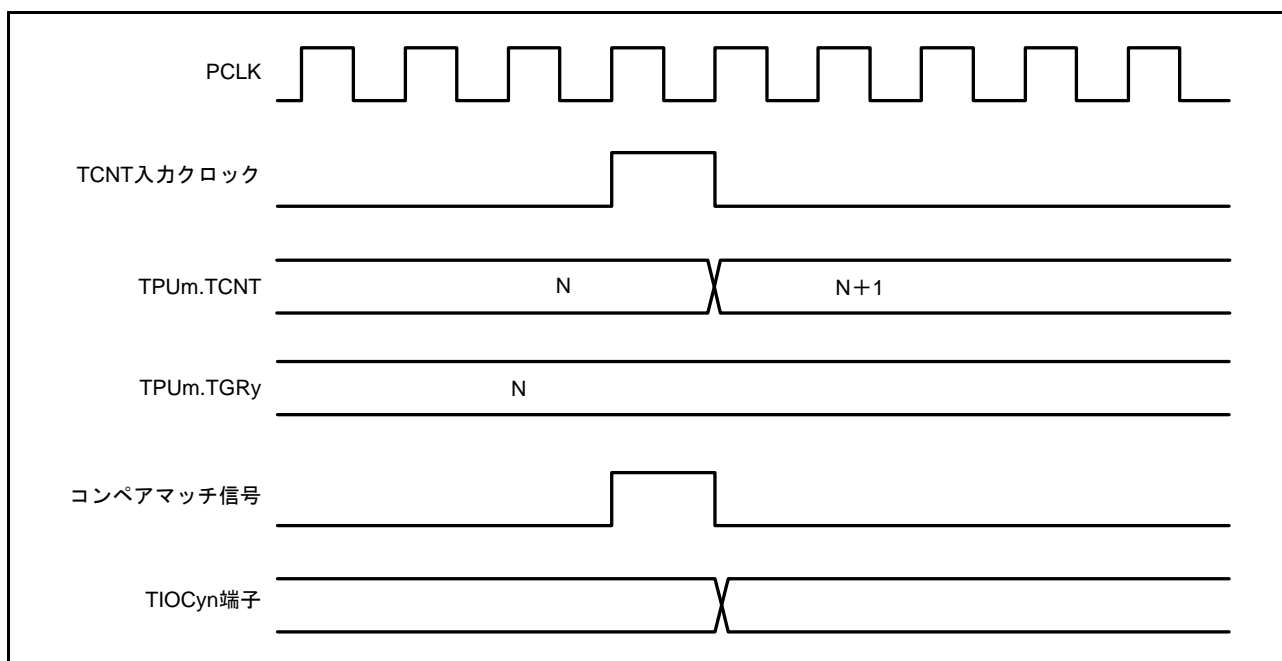 PCLK
TCNT入力クロック
TPUm.TCNT
N
N+1
TPUm.TGRy
N
コンペアマッチ信号
TIOCyn端子